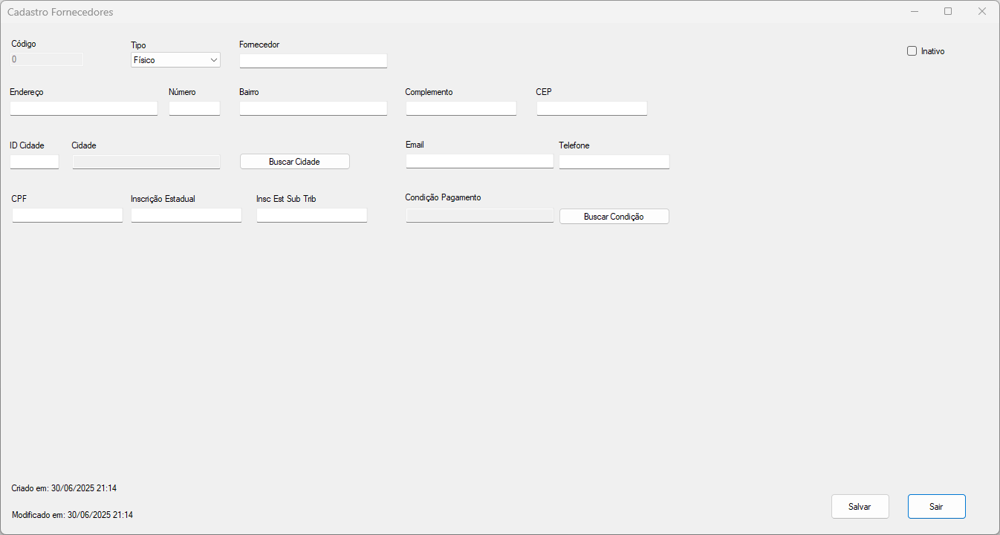 Cadastro Fornecedores
Código
Tipo
Fornecedor
0
Físico
Inativo
Endereço
Número
Bairro
Complemento
CEP
ID Cidade
Cidade
Buscar Cidade
Email
Telefone
CPF
Inscrição Estadual
Insc Est Sub Trib
Condição Pagamento
Buscar Condição
Criado em: 30/06/2025 21:14
Modificado em: 30/06/2025 21:14
Salvar
Sair